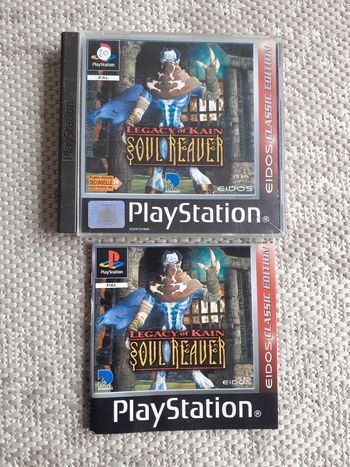 20
PlayStation
PAL
LEGACY of KAIN
SOUL REAVER
EIDOS
EIDOS CLASSIC EDITION
PlayStation
PlayStation
PAL
LEGACY of KAIN
SOUL REAVER
EIDOS
EIDOS CLASSIC EDITION
PlayStation